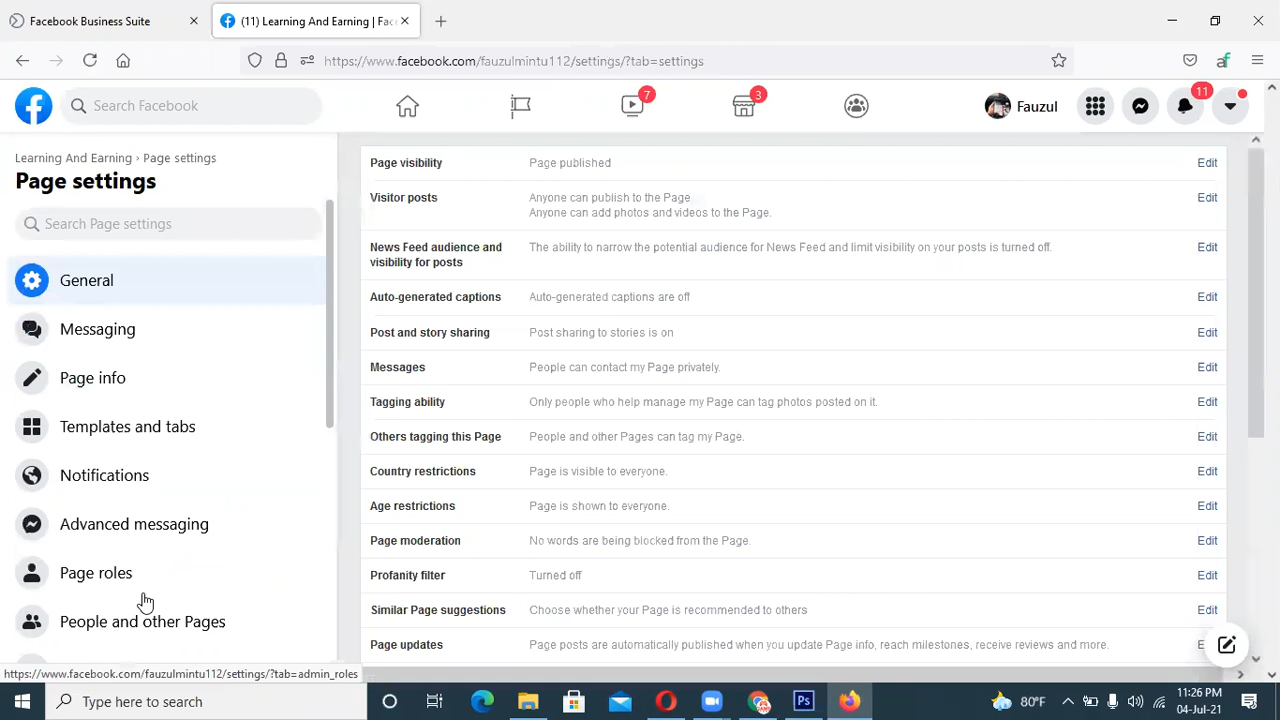 Facebook Business Suite
(11) Learning And Earning | Fac
https://www.facebook.com/fauzulmintu112/settings/?tab=settings
Search Facebook
7
3
Fauzul
11
Learning And Earning › Page settings
Page settings
Search Page settings
General
Messaging
Page info
Templates and tabs
Notifications
Advanced messaging
Page roles
People and other Pages
Page visibility Page published Edit
Visitor posts Anyone can publish to the Page Edit
Anyone can add photos and videos to the Page.
News Feed audience and The ability to narrow the potential audience for News Feed and limit visibility on your posts is turned off. Edit
visibility for posts
Auto-generated captions Auto-generated captions are off Edit
Post and story sharing Post sharing to stories is on Edit
Messages People can contact my Page privately. Edit
Tagging ability Only people who help manage my Page can tag photos posted on it. Edit
Others tagging this Page People and other Pages can tag my Page. Edit
Country restrictions Page is visible to everyone. Edit
Age restrictions Page is shown to everyone. Edit
Page moderation No words are being blocked from the Page. Edit
Profanity filter Turned off Edit
Similar Page suggestions Choose whether your Page is recommended to others Edit
Page updates Page posts are automatically published when you update Page info, reach milestones, receive reviews and more.
https://www.facebook.com/fauzulmintu112/settings/?tab=admin_roles
Type here to search
Ps
80°F
11:26 PM
04-Jul-21